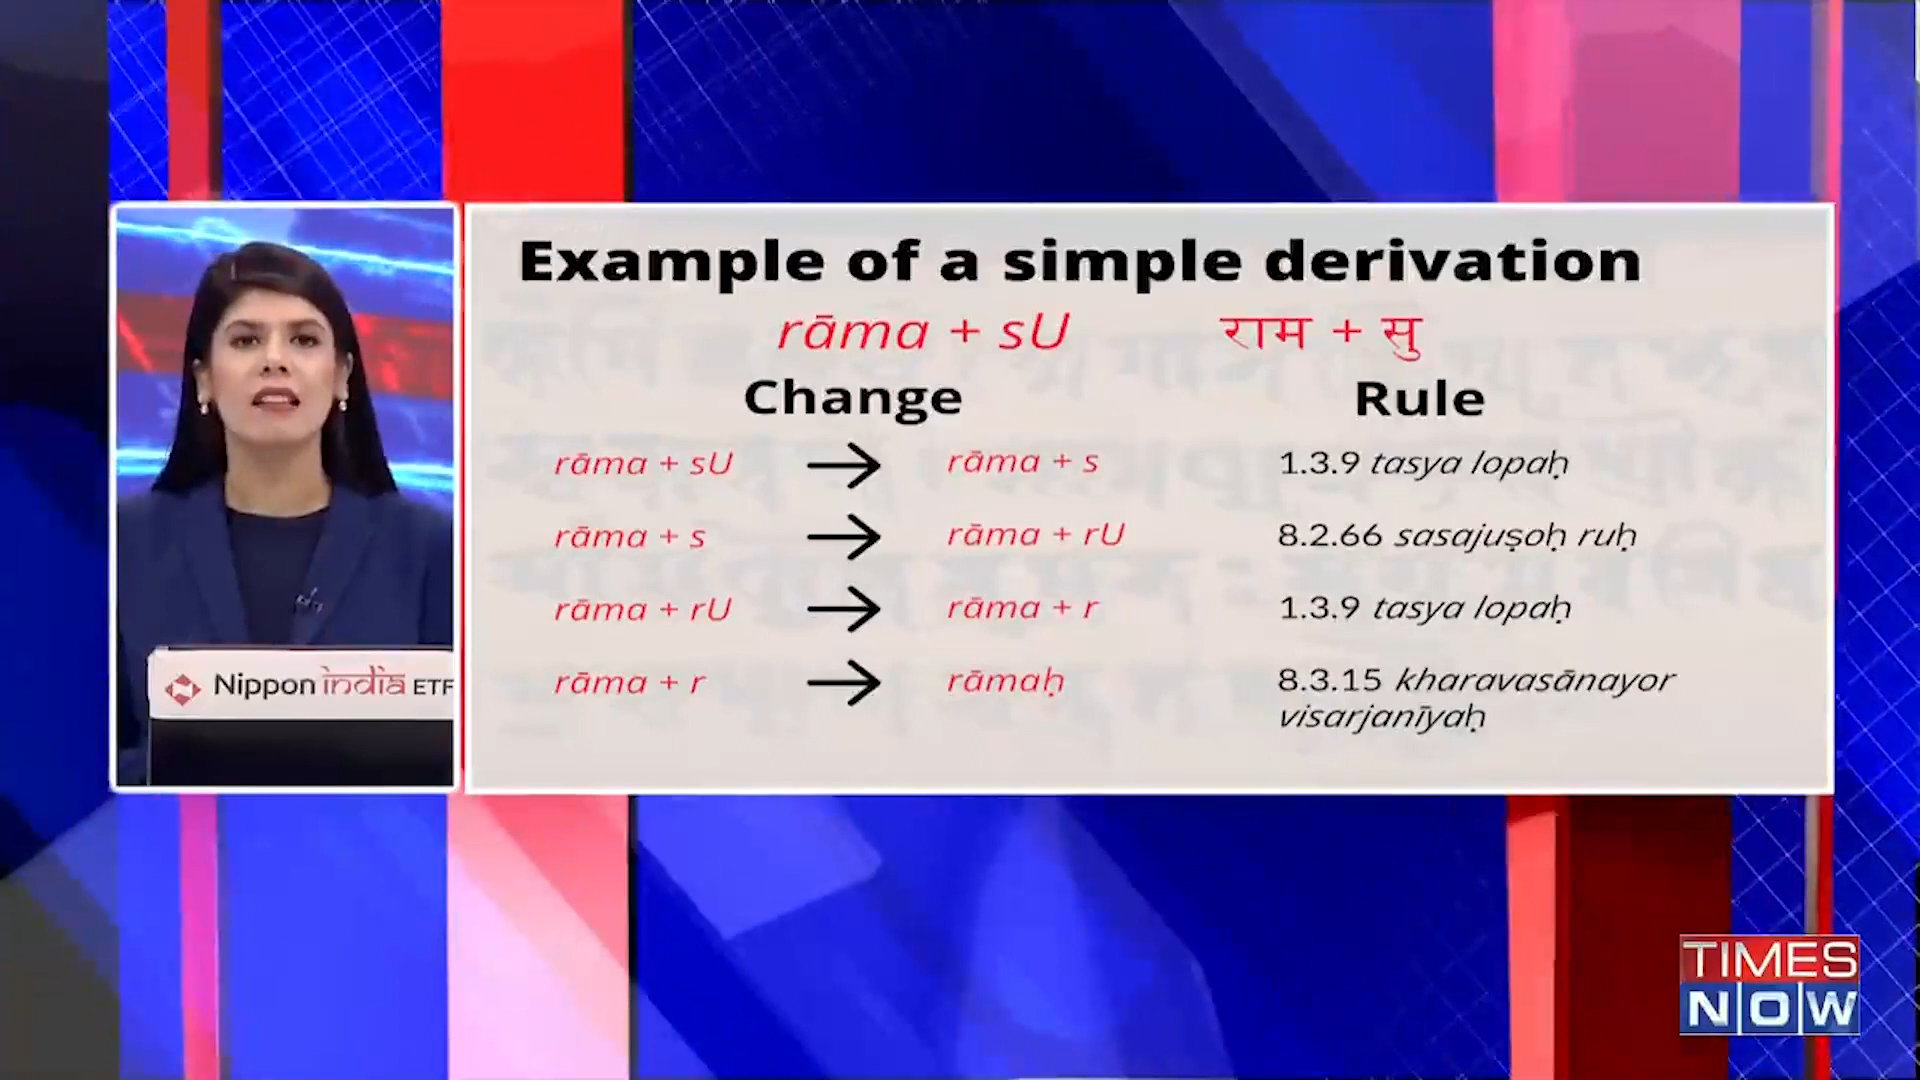 Example of a simple derivation
rāma + sU राम + सु
Change Rule
rāma + sU → rāma + s 1.3.9 tasya lopaḥ
rāma + s → rāma + rU 8.2.66 sasajuṣoḥ ruḥ
rāma + rU → rāma + r 1.3.9 tasya lopaḥ
rāma + r → rāmaḥ 8.3.15 kharavasānayor
visarjanīyaḥ
Nippon india ETF
TIMES
NOW